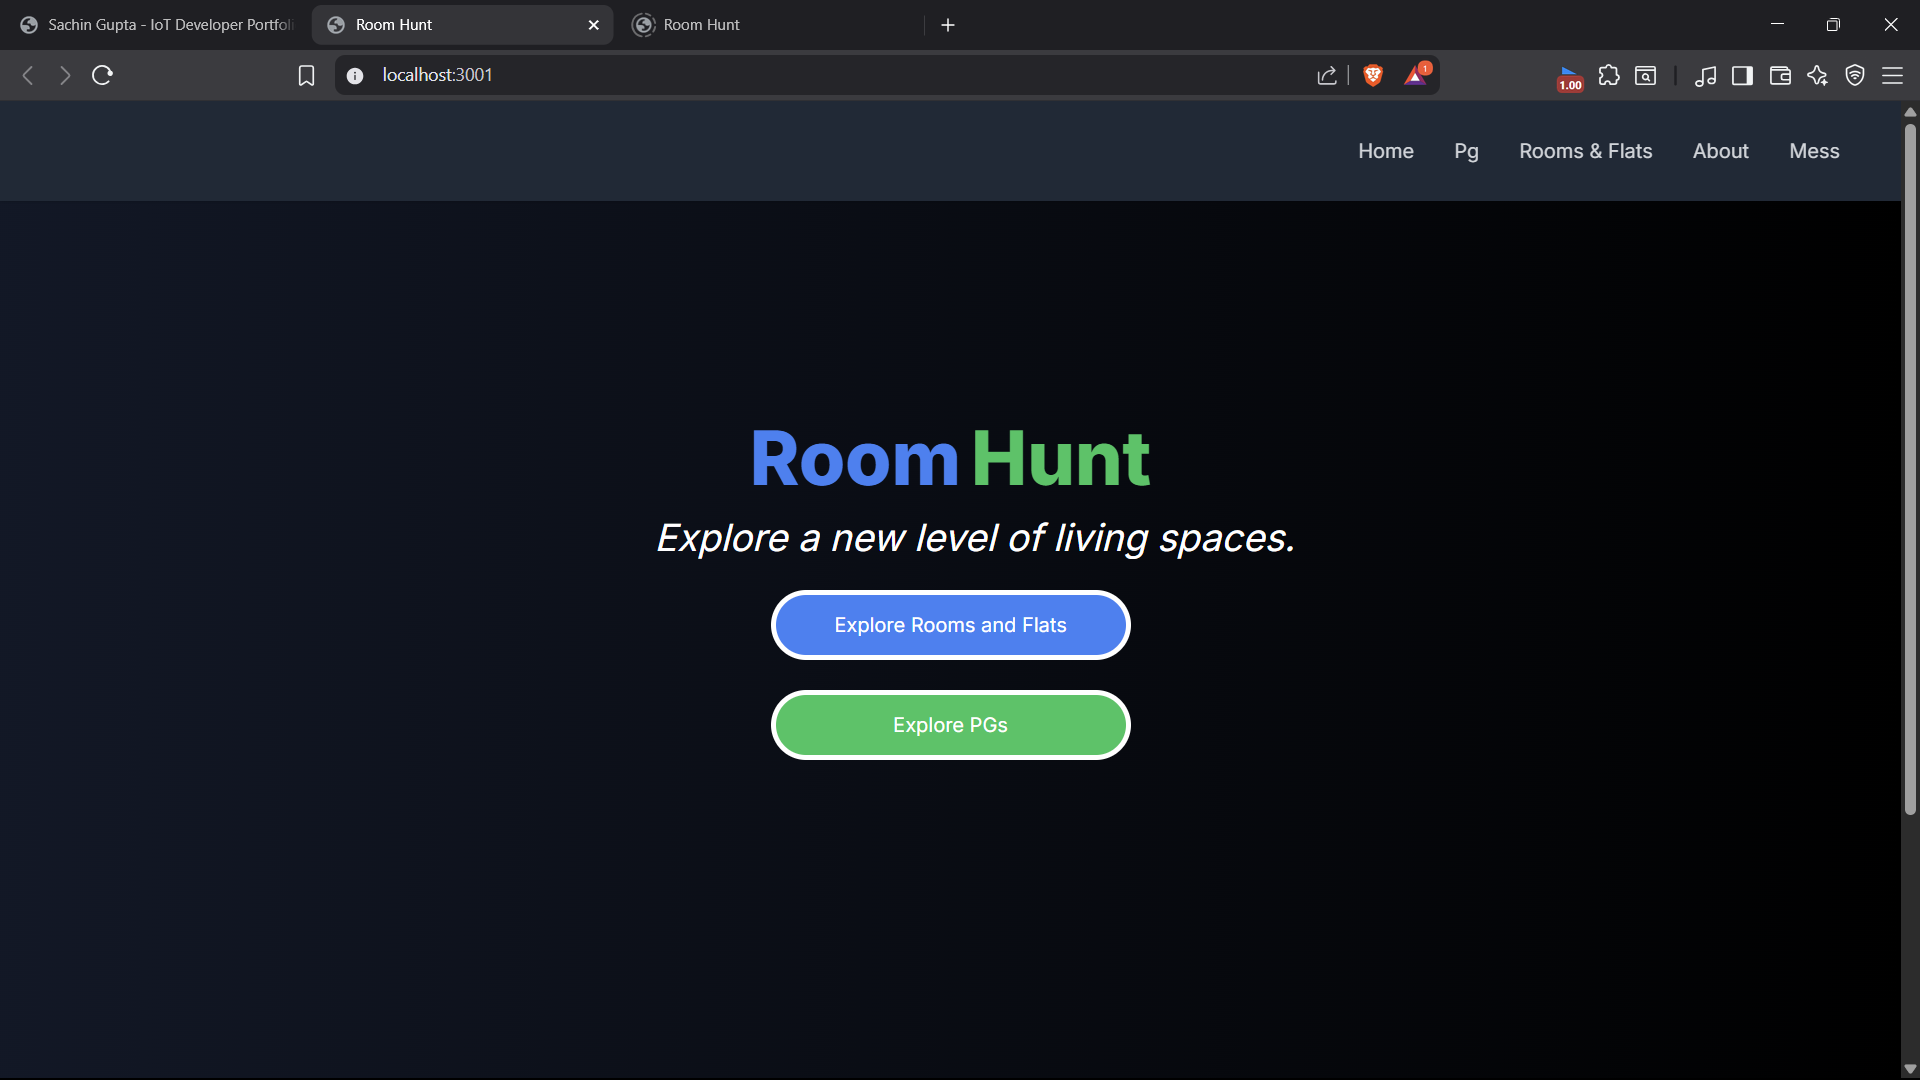 Sachin Gupta - IoT Developer Portfoli
Room Hunt
Room Hunt
localhost:3001
1
1.00
Home
Pg
Rooms & Flats
About
Mess
Room Hunt
Explore a new level of living spaces.
Explore Rooms and Flats
Explore PGs